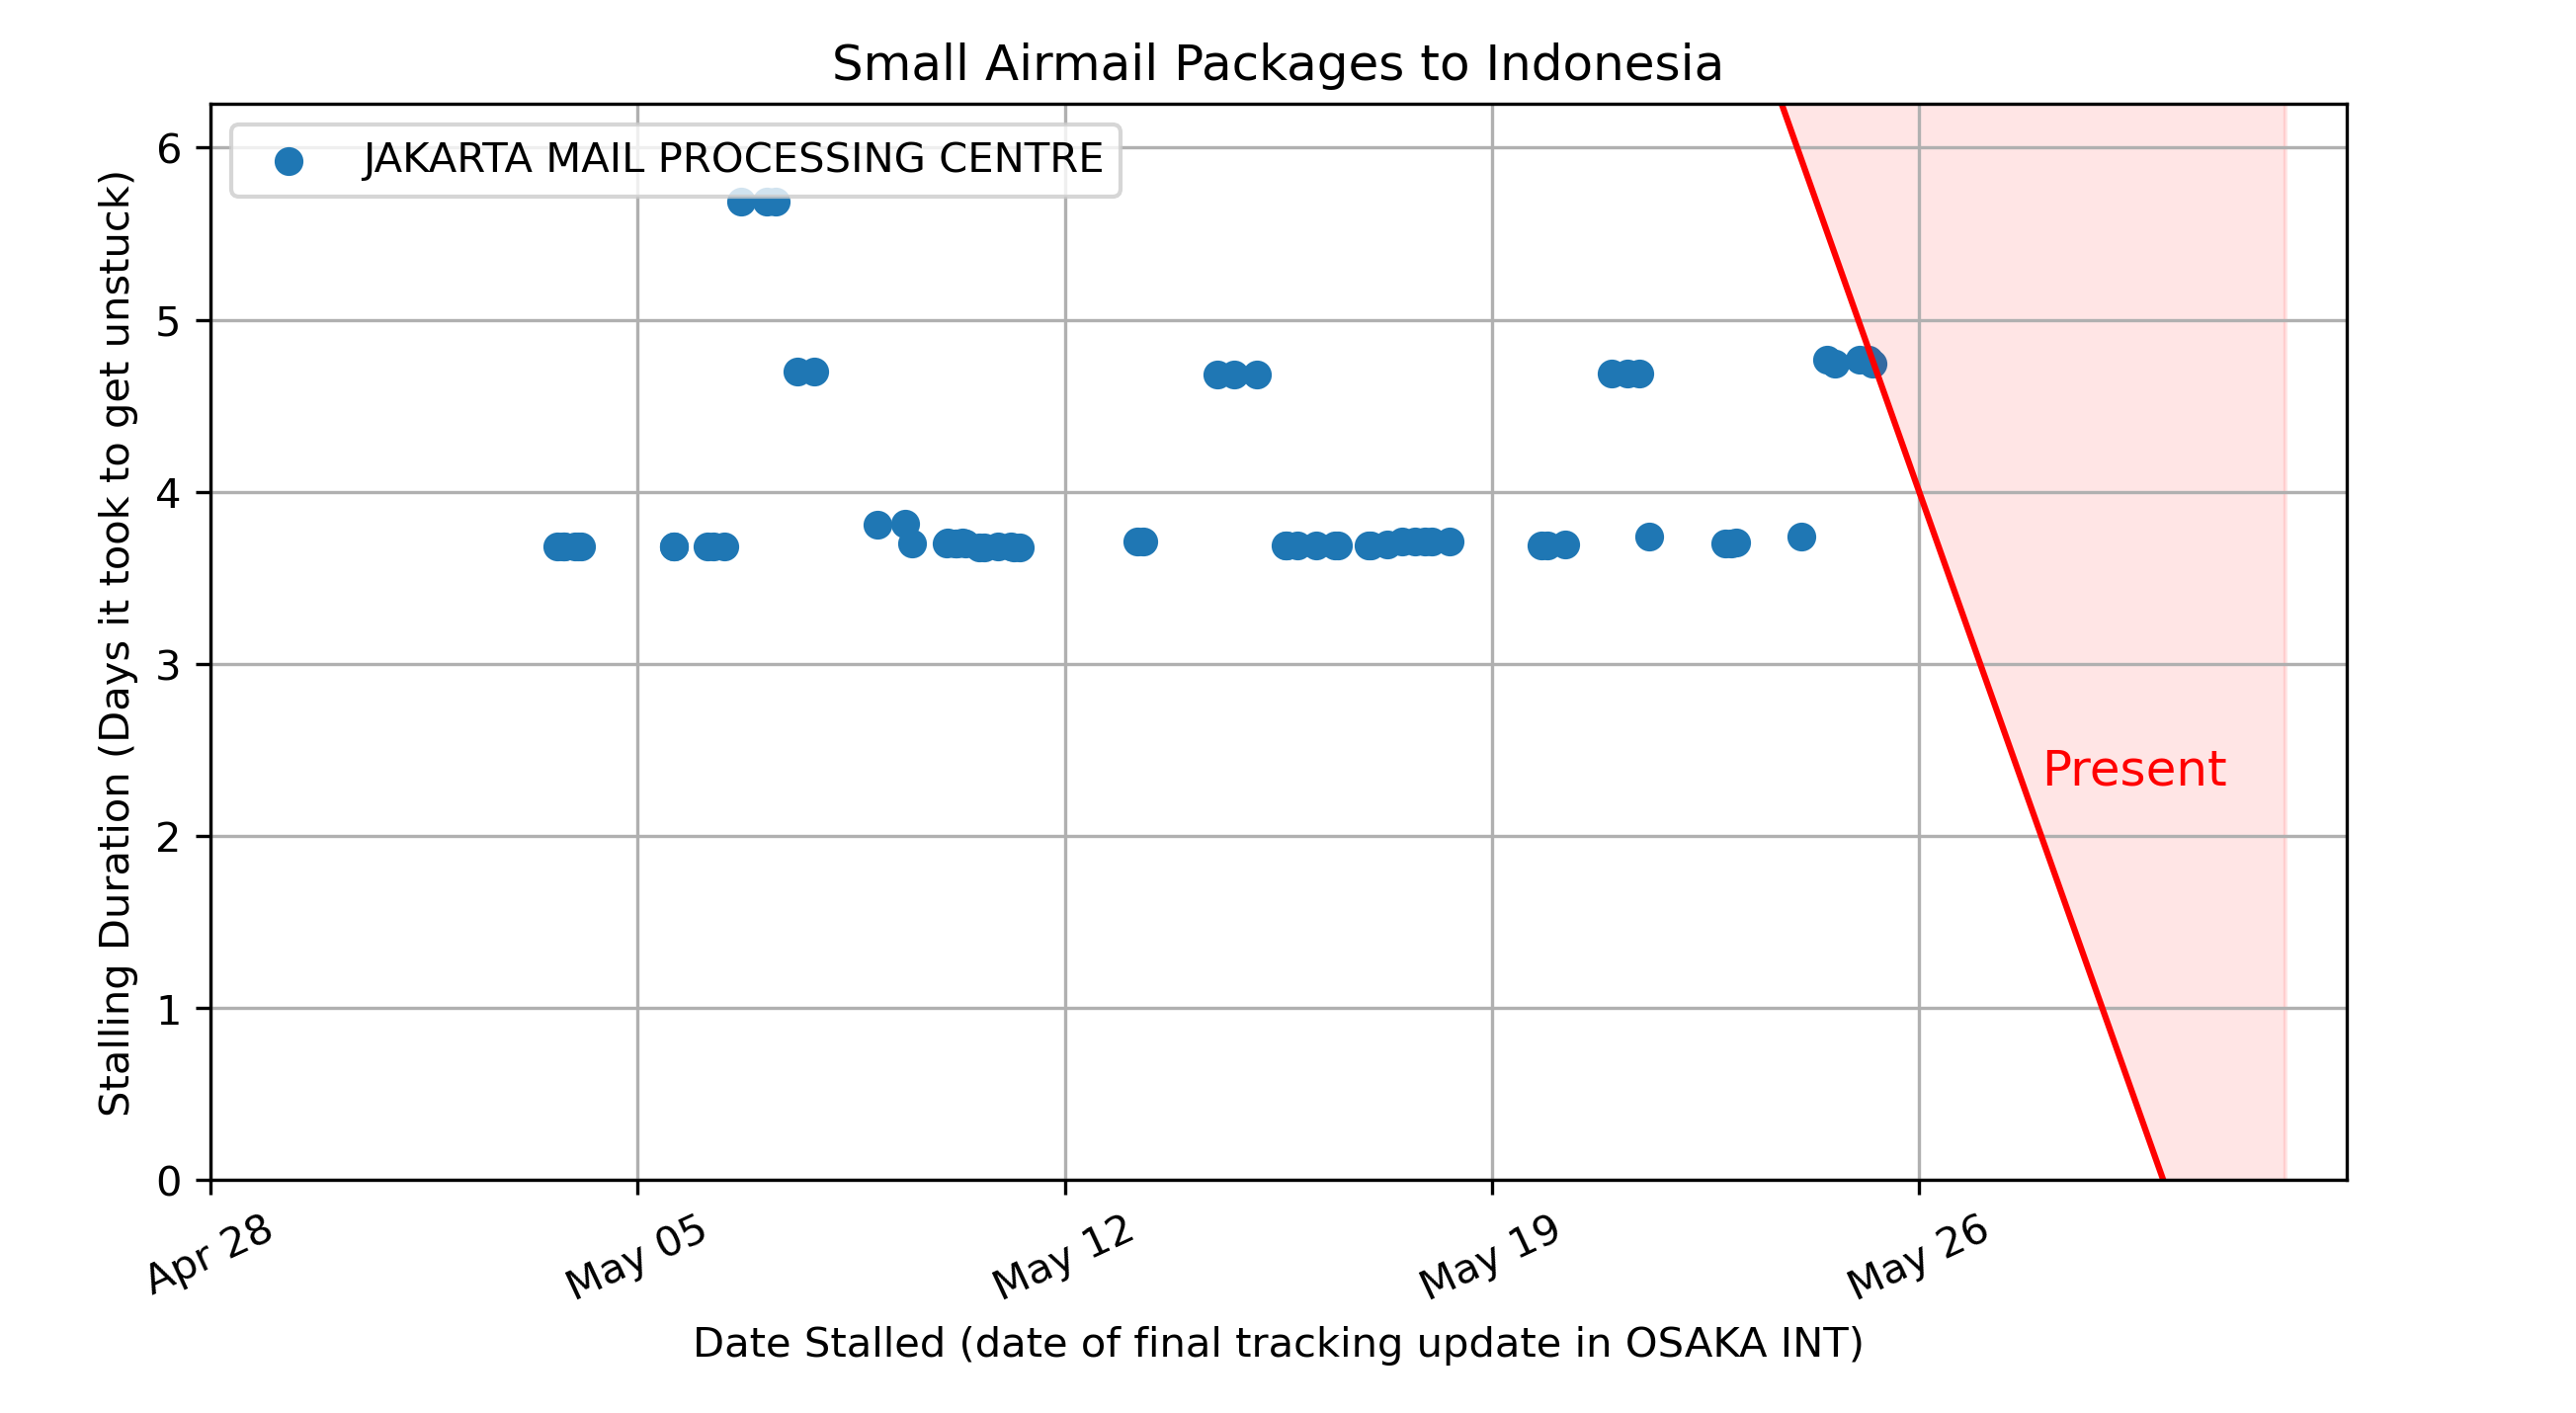 Small Airmail Packages to Indonesia
JAKARTA MAIL PROCESSING CENTRE
Stalling Duration (Days it took to get unstuck)
6
5
4
3
2
1
0
Present
Apr 28
May 05
May 12
May 19
May 26
Date Stalled (date of final tracking update in OSAKA INT)